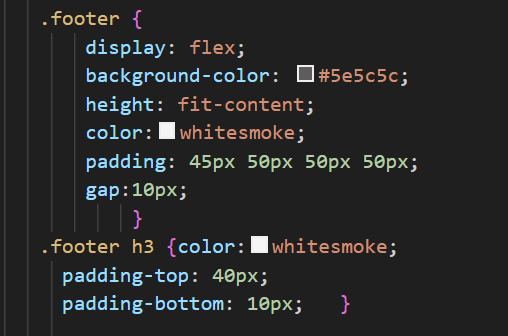 .footer {
display: flex;
background-color: #5e5c5c;
height: fit-content;
color: whitesmoke;
padding: 45px 50px 50px 50px;
gap:10px;
}
.footer h3 {color: whitesmoke;
padding-top: 40px;
padding-bottom: 10px; }